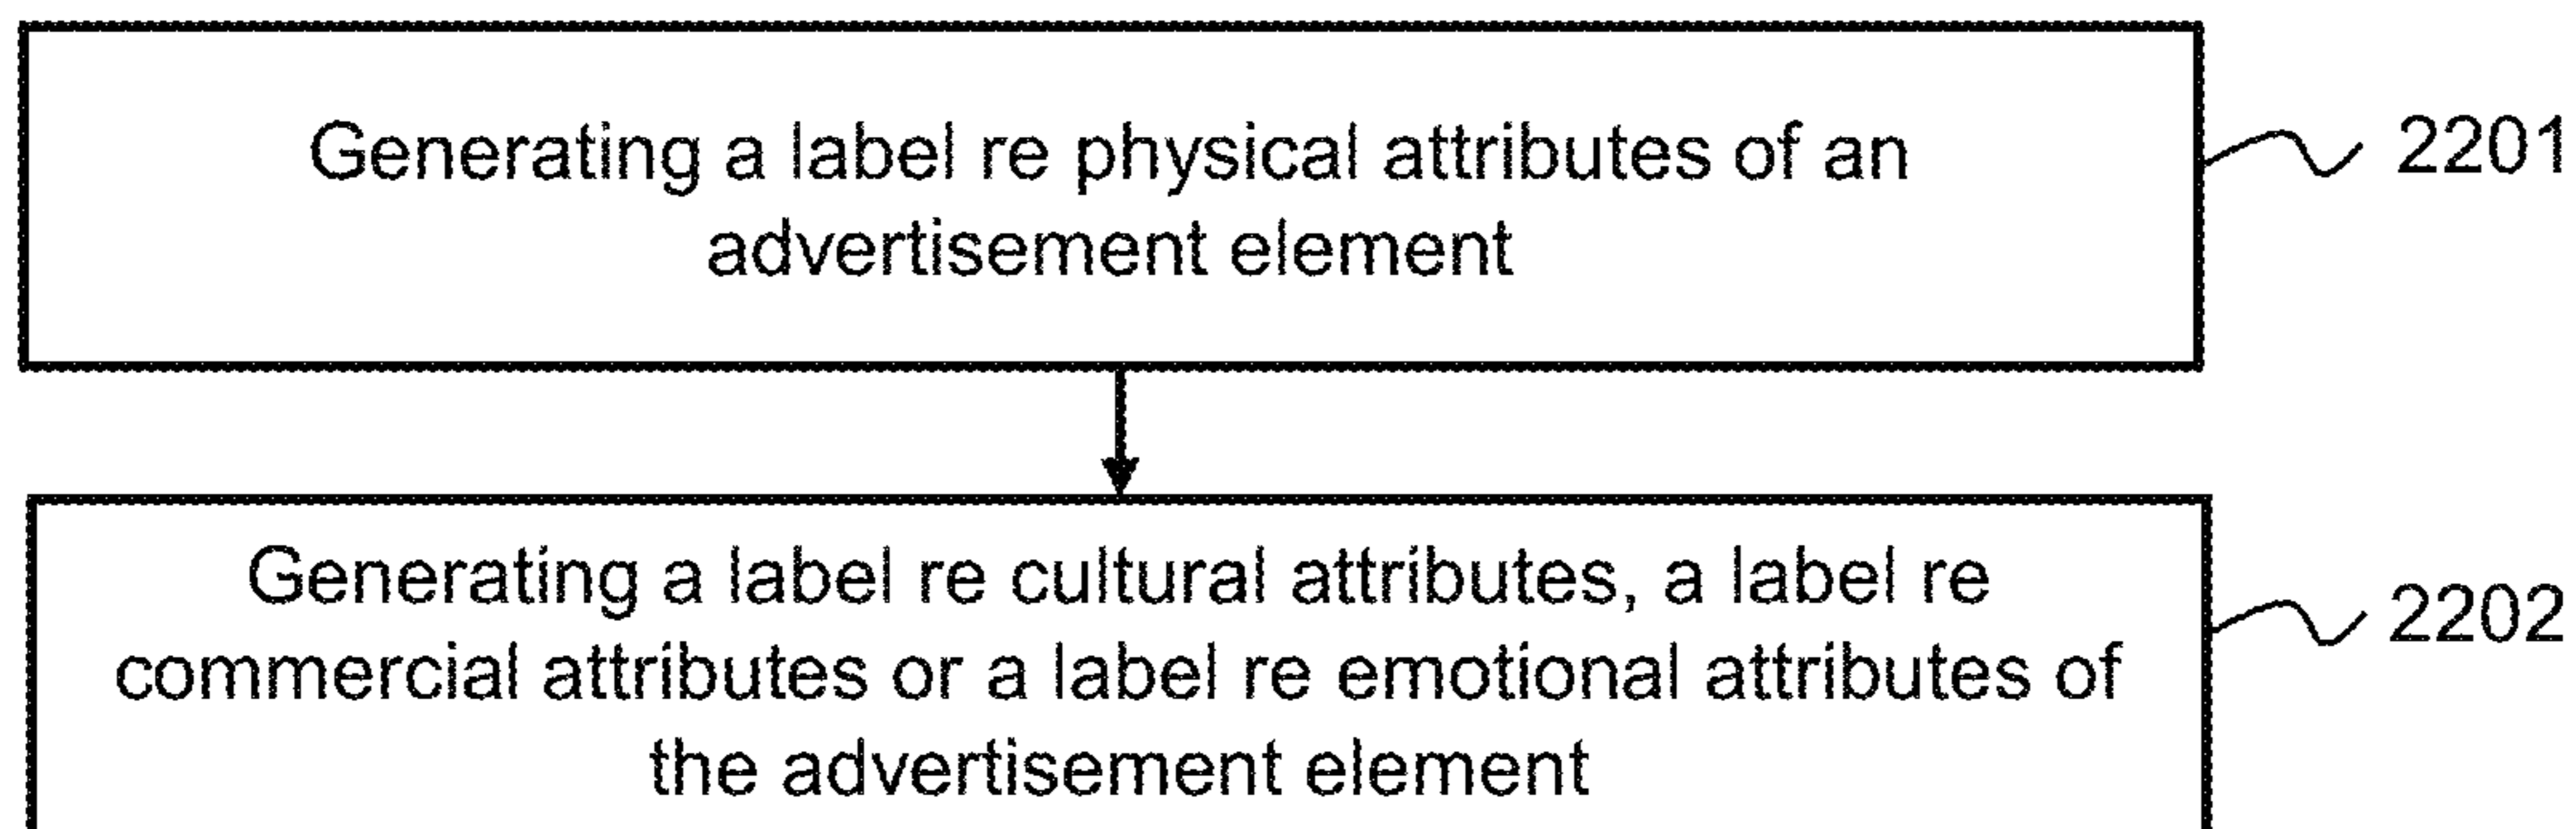 Generating a label re physical attributes of an
advertisement element
2201
Generating a label re cultural attributes, a label re
commercial attributes or a label re emotional attributes of
the advertisement element
2202